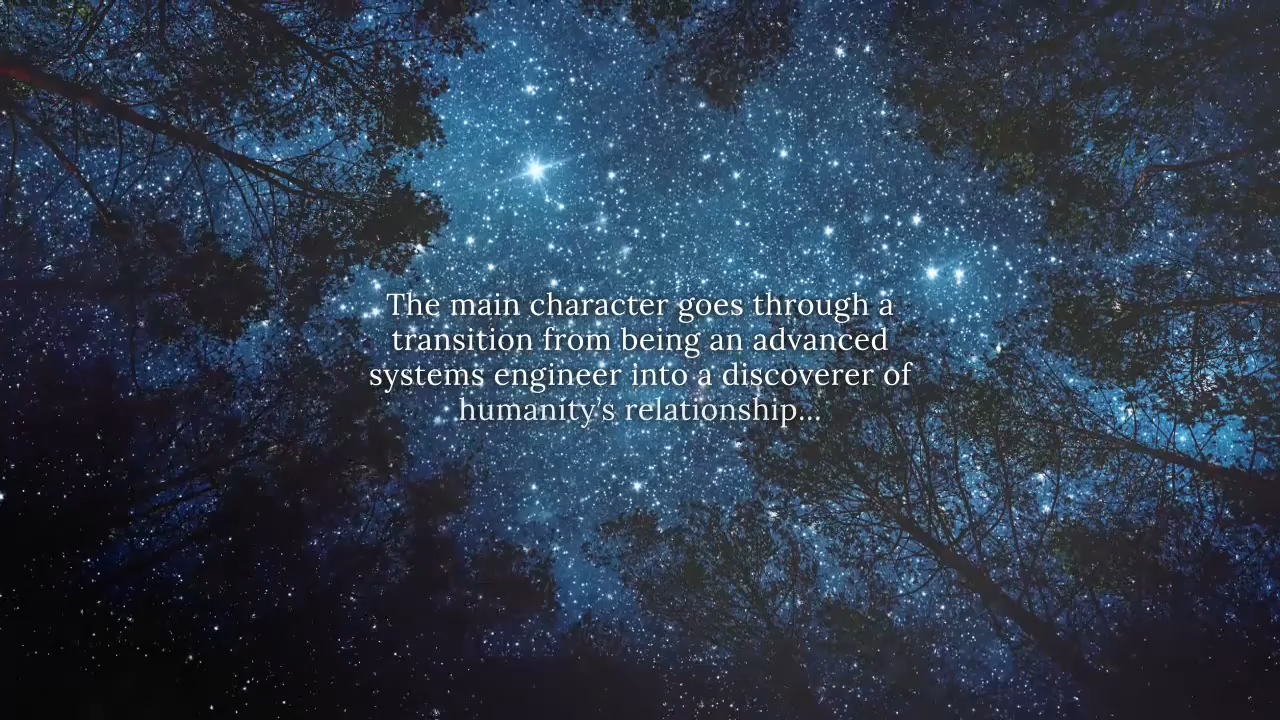 The main character goes through a
transition from being an advanced
systems engineer into a discoverer of
humanity's relationship...